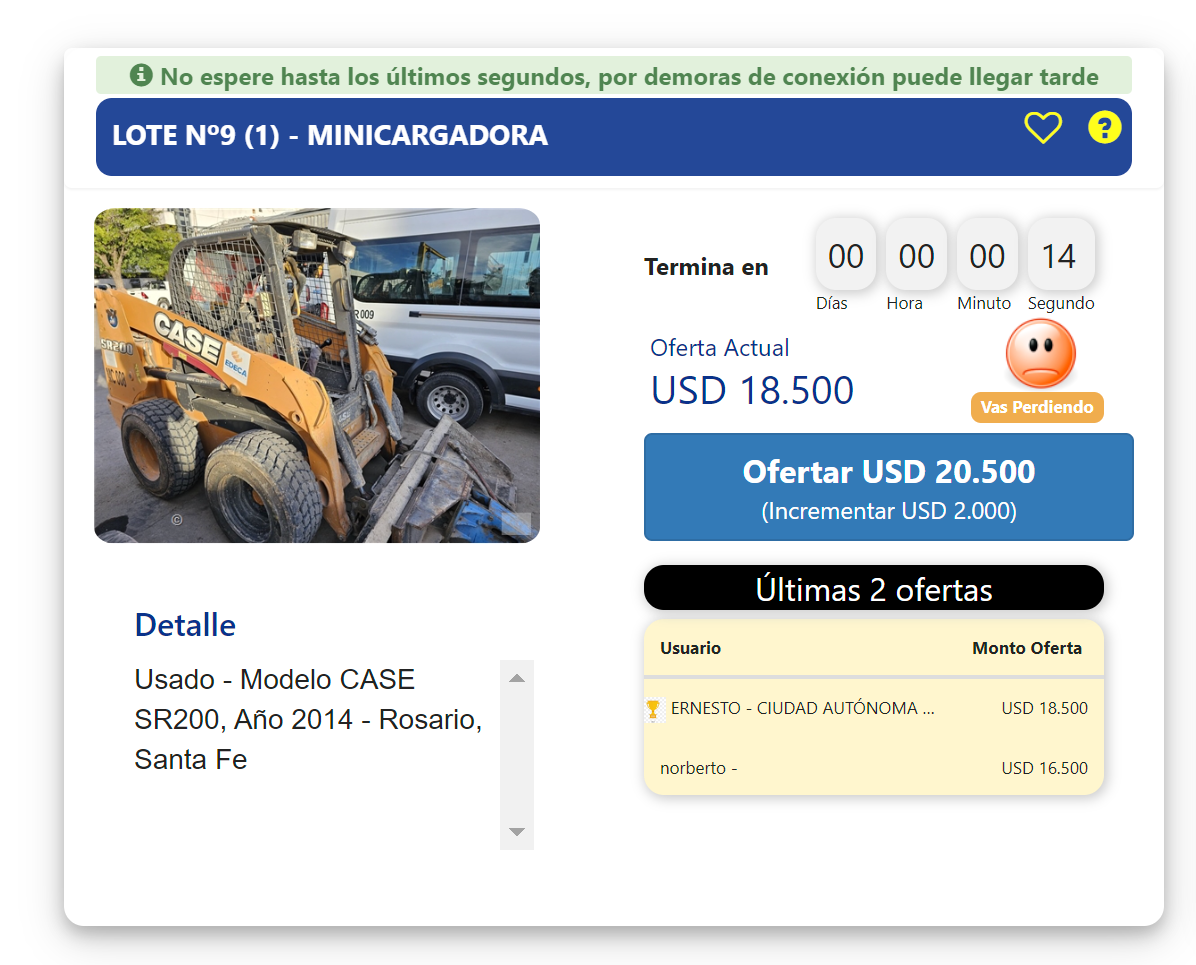 No espere hasta los últimos segundos, por demoras de conexión puede llegar tarde
LOTE Nº9 (1) - MINICARGADORA
?
Termina en
00 00 00 14
Días Hora Minuto Segundo
Oferta Actual
USD 18.500
Vas Perdiendo
Ofertar USD 20.500
(Incrementar USD 2.000)
Últimas 2 ofertas
Usuario Monto Oferta
ERNESTO - CIUDAD AUTÓNOMA ... USD 18.500
norberto - USD 16.500
CASE
SR200
EDECA
009
©
Detalle
Usado - Modelo CASE
SR200, Año 2014 - Rosario,
Santa Fe